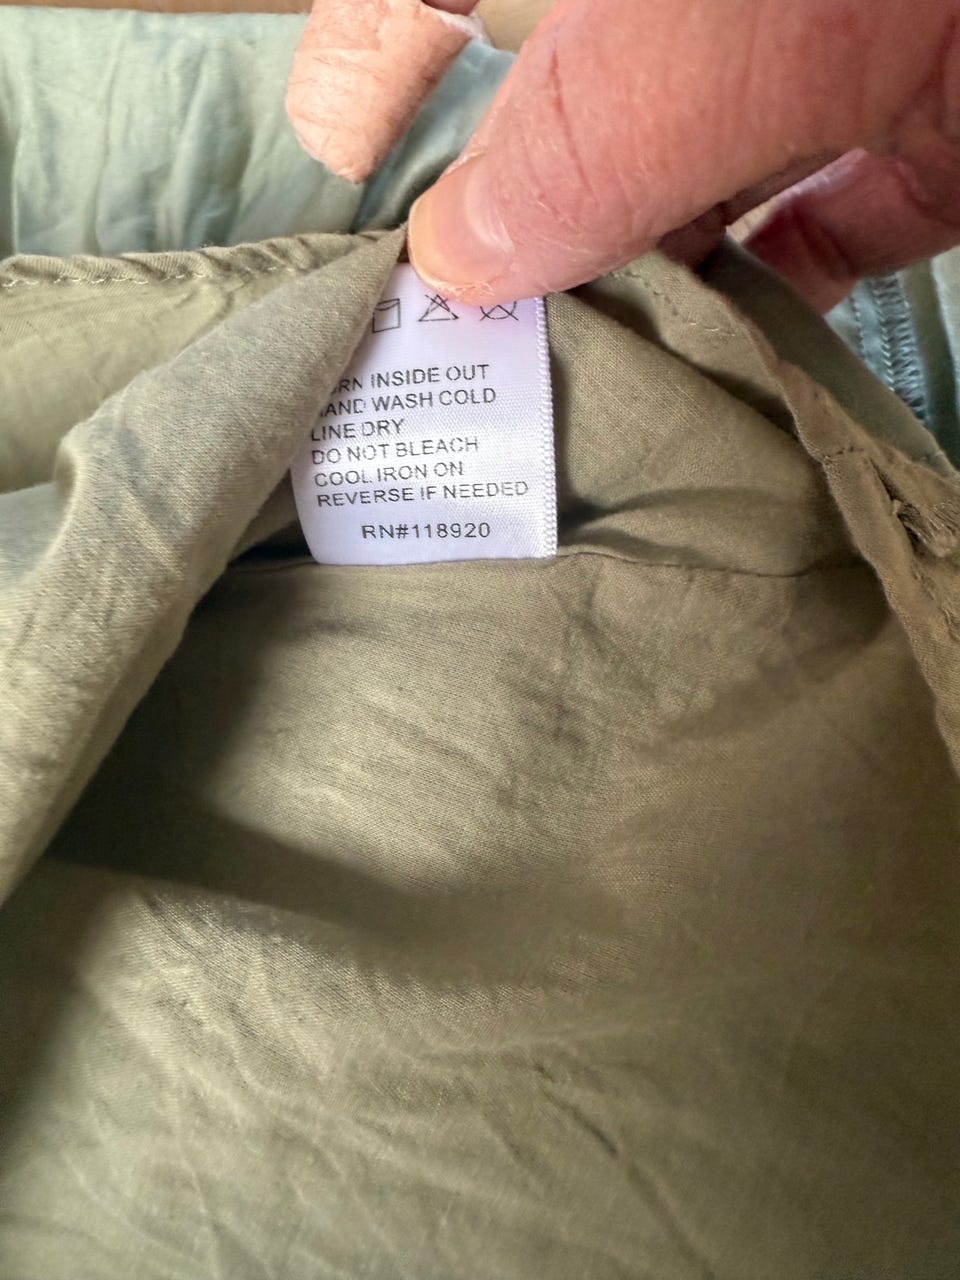 INSIDE OUT
WASH COLD
LINE DRY
DO NOT BLEACH
COOL IRON ON
REVERSE IF NEEDED
RN#118920